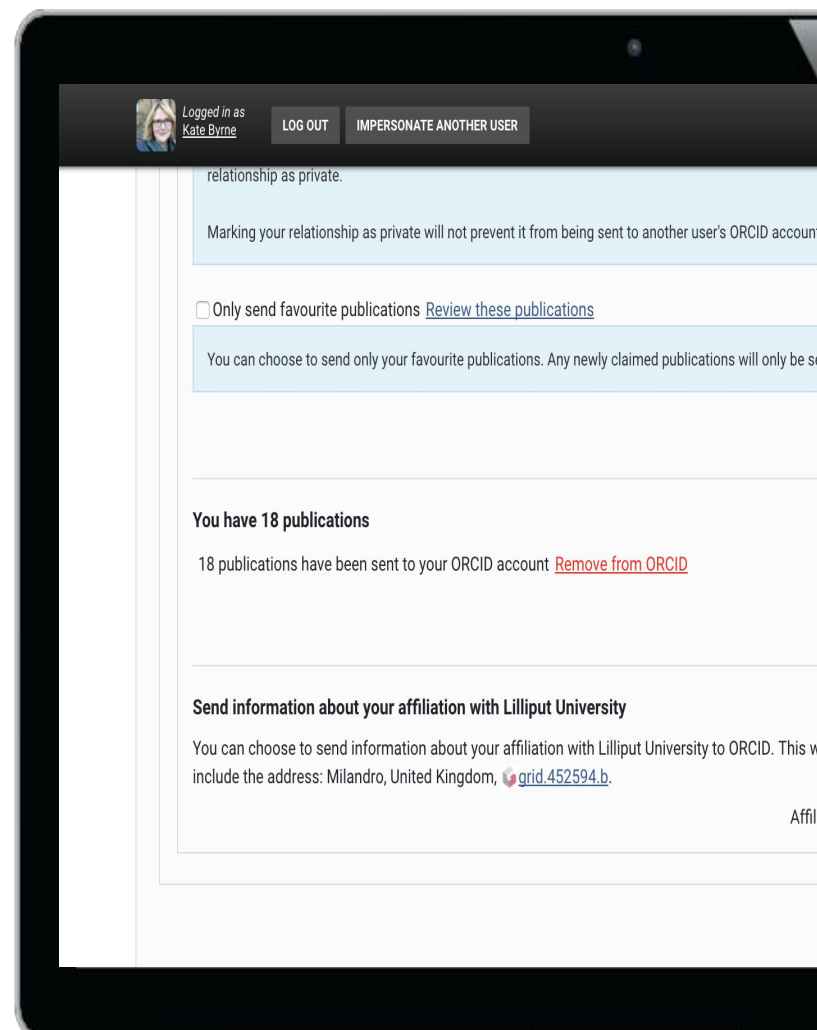 Logged in as
Kate Byrne
LOG OUT
IMPERSONATE ANOTHER USER
relationship as private.
Marking your relationship as private will not prevent it from being sent to another user's ORCID account
Only send favourite publications Review these publications
You can choose to send only your favourite publications. Any newly claimed publications will only be
You have 18 publications
18 publications have been sent to your ORCID account Remove from ORCID
Send information about your affiliation with Lilliput University
You can choose to send information about your affiliation with Lilliput University to ORCID. This
include the address: Milandro, United Kingdom, grid.452594.b.